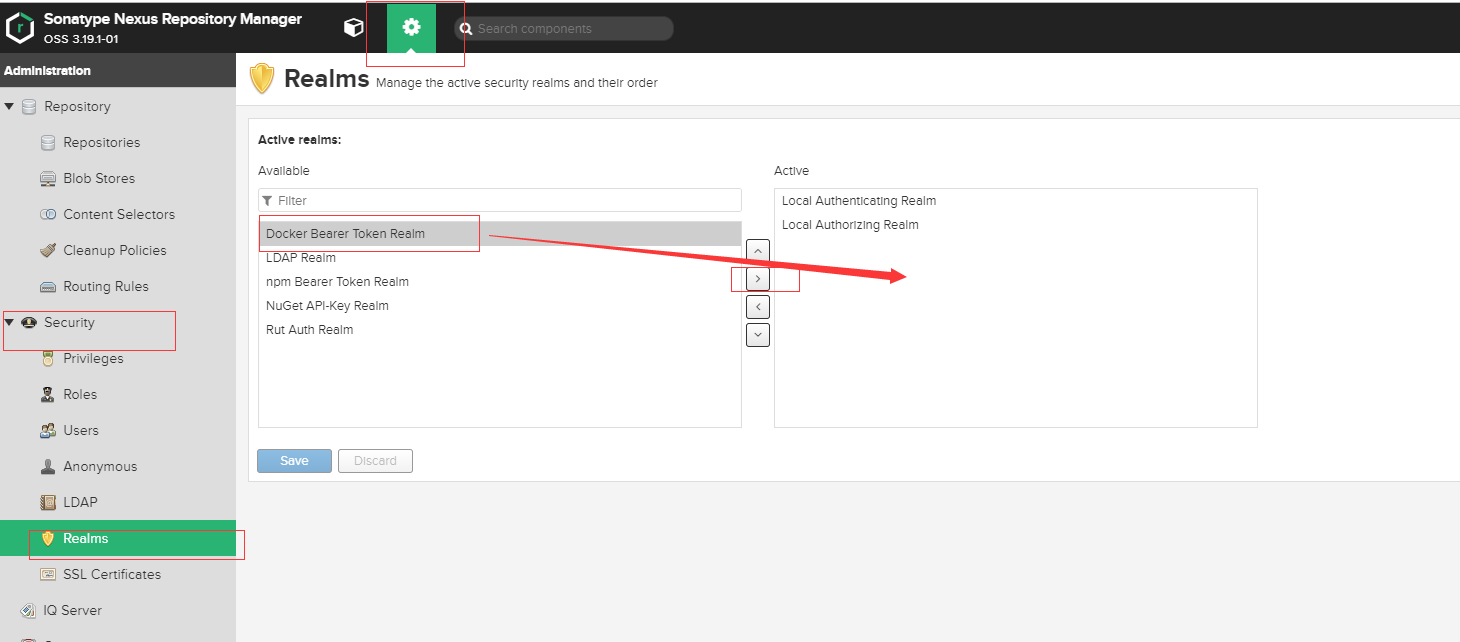 Sonatype Nexus Repository Manager
OSS 3.19.1-01
Search components
Administration
Repository
Repositories
Blob Stores
Content Selectors
Cleanup Policies
Routing Rules
Security
Privileges
Roles
Users
Anonymous
LDAP
Realms
SSL Certificates
IQ Server
Realms Manage the active security realms and their order
Active realms:
Available
Filter
Docker Bearer Token Realm
LDAP Realm
npm Bearer Token Realm
NuGet API-Key Realm
Rut Auth Realm
Active
Local Authenticating Realm
Local Authorizing Realm
Save Discard